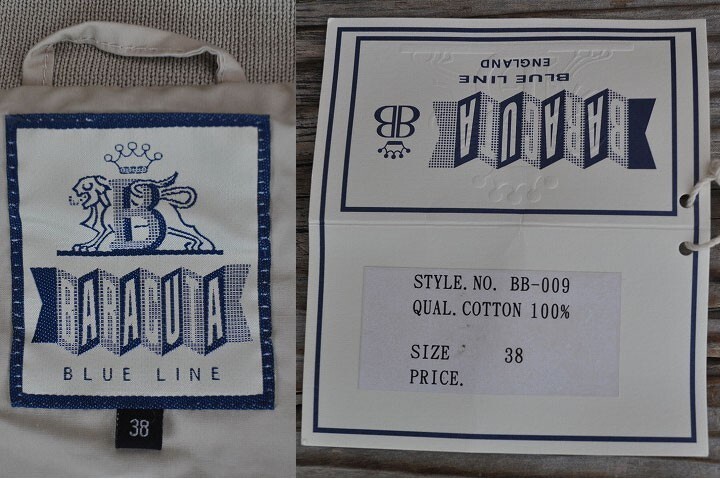 B
BARACUTA
BLUE LINE
38
BLUE LINE
ENGLAND
BARACUTA
BB
STYLE.NO. BB-009
QUAL.COTTON 100%
SIZE 38
PRICE.